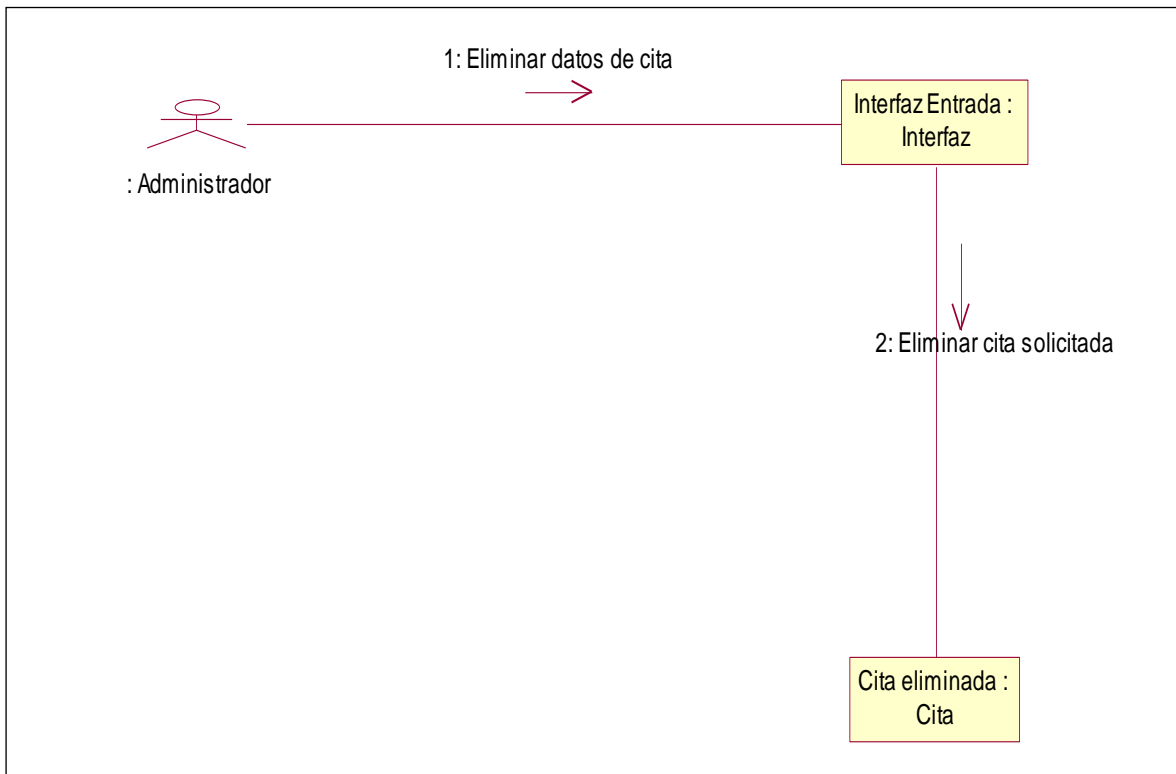 1: Eliminar datos de cita
Interfaz Entrada :
Interfaz
: Administrador
2: Eliminar cita solicitada
Cita eliminada :
Cita